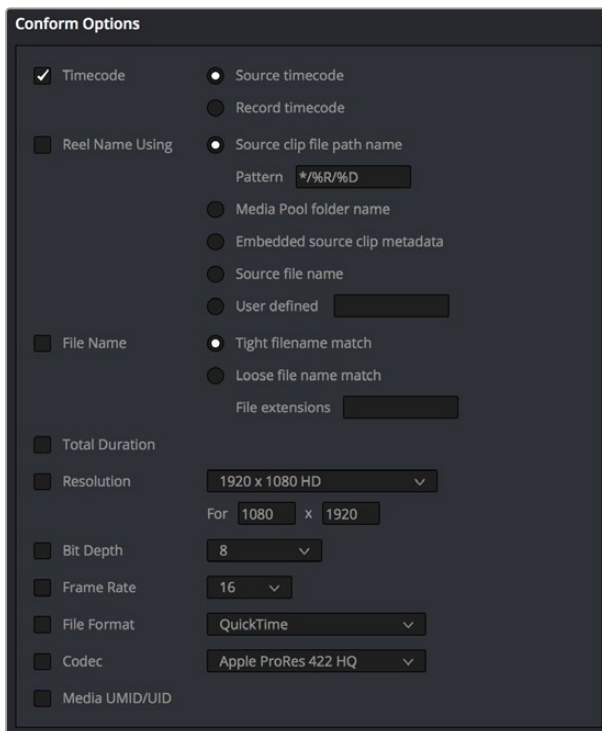 Conform Options
Timecode Source timecode
Record timecode
Reel Name Using Source clip file path name
Pattern */%R/%D
Media Pool folder name
Embedded source clip metadata
Source file name
User defined
File Name Tight filename match
Loose file name match
File extensions
Total Duration
Resolution 1920 x 1080 HD
For 1080 x 1920
Bit Depth 8
Frame Rate 16
File Format QuickTime
Codec Apple ProRes 422 HQ
Media UMID/UID